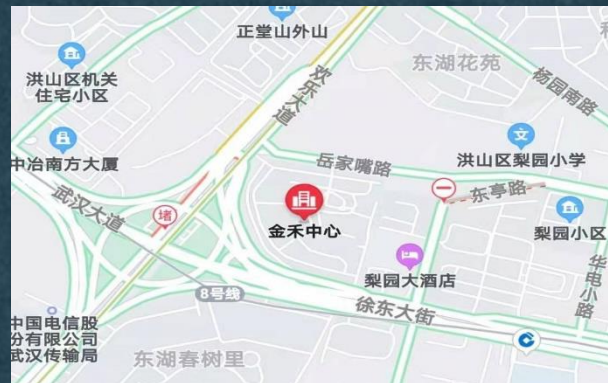 正堂山外山
东湖花苑
欢乐大道
杨园南路
洪山区机关
住宅小区
中冶南方大厦
岳家嘴路
文
洪山区梨园小学
武汉大道
堵
东亭路
金禾中心
梨园小区
梨园大酒店
华电小路
8号线
徐东大街
中国电信股
份有限公司
武汉传输局
东湖春树里